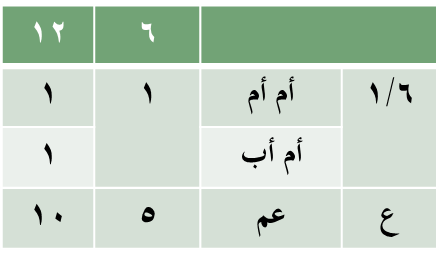 ٦ ١٢
١/٦ أم أم ١ ١
أم أب ١
ع عم ٥ ١٠